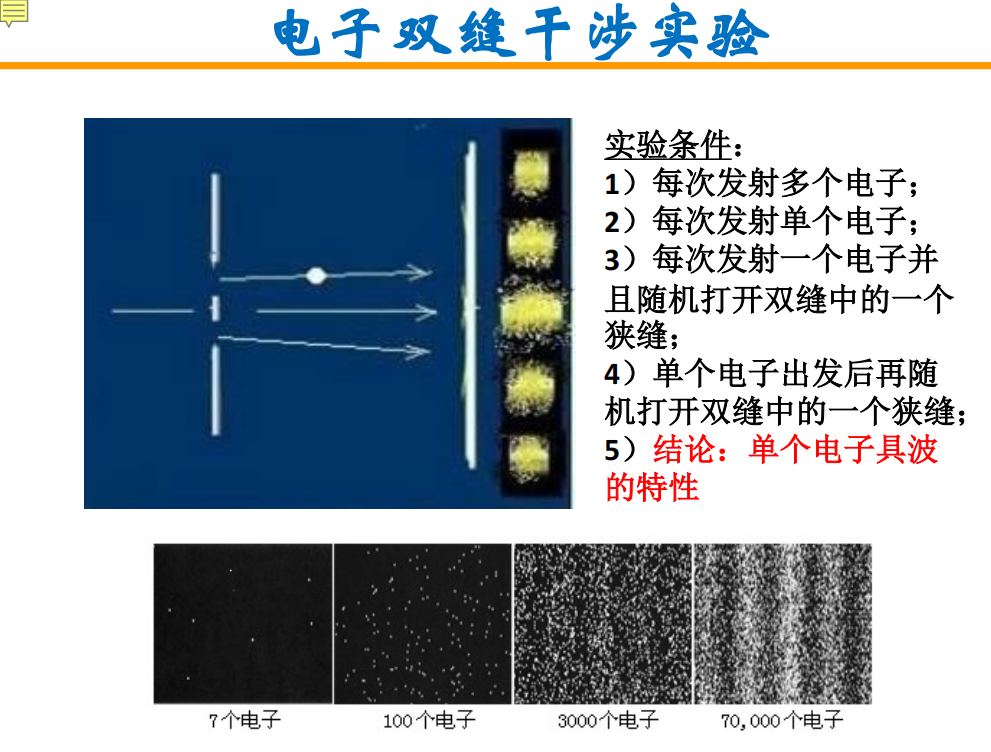 电子双缝干涉实验
实验条件：
1）每次发射多个电子；
2）每次发射单个电子；
3）每次发射一个电子并
且随机打开双缝中的一个
狭缝；
4）单个电子出发后再随
机打开双缝中的一个狭缝；
5）结论：单个电子具波
的特性
7个电子
100个电子
3000个电子
70,000个电子